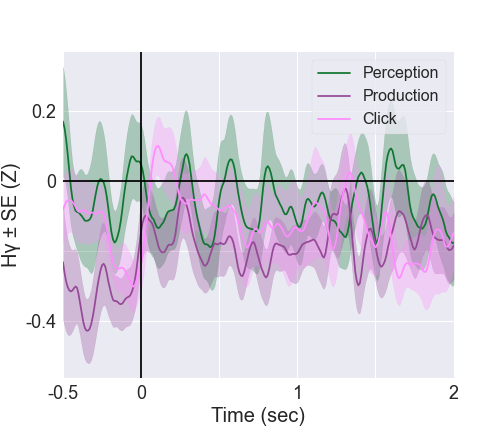 Perception
Production
Click
Hγ ± SE (Z)
0.2
0
-0.4
-0.5
0
1
2
Time (sec)